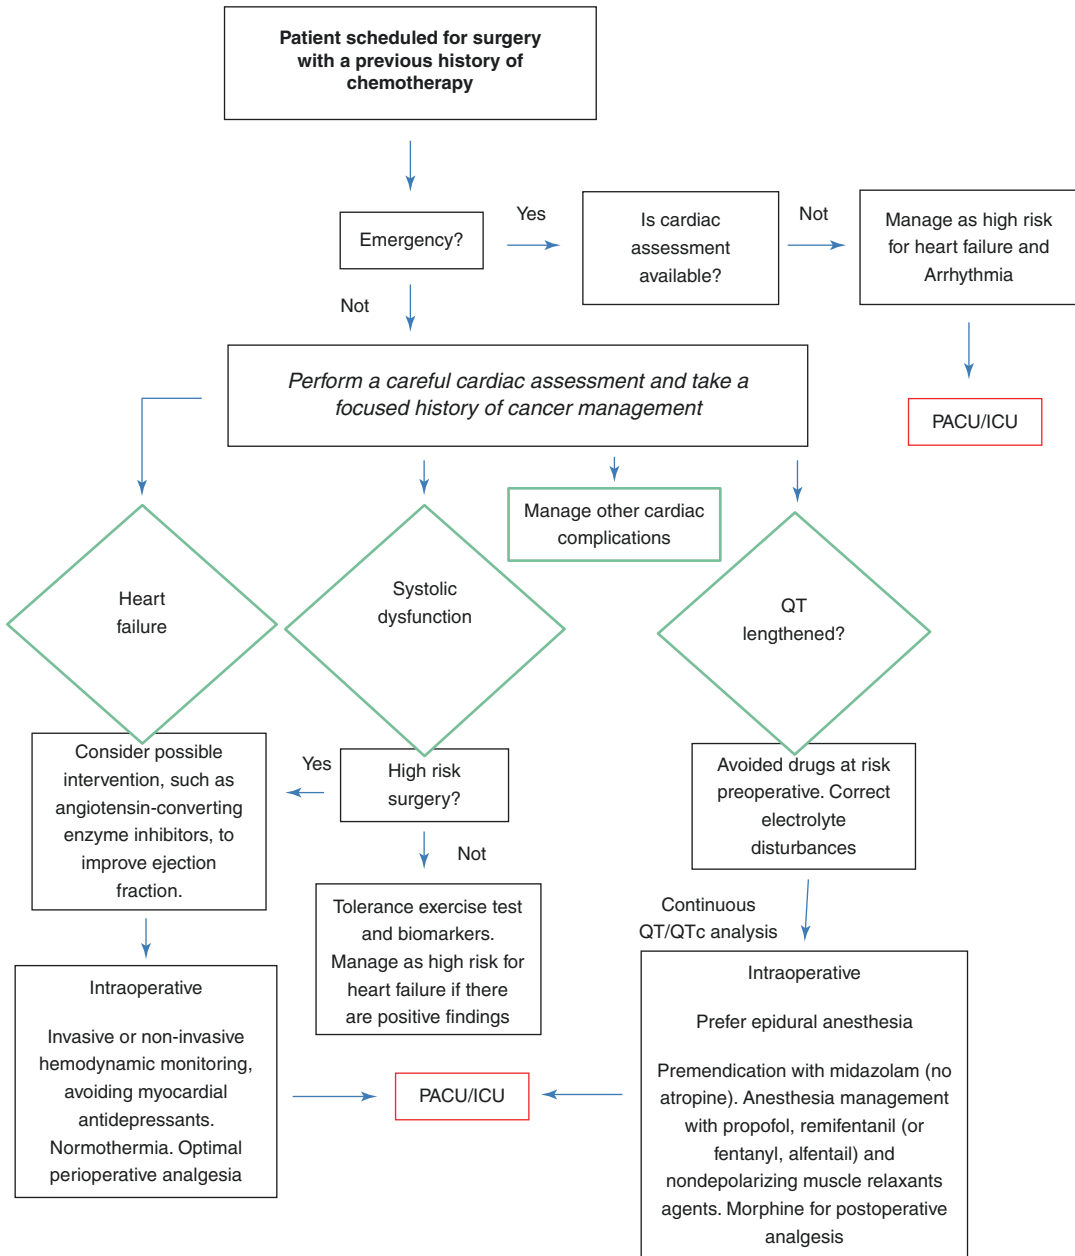 Patient scheduled for surgery
with a previous history of
chemotherapy
Emergency?
Yes
Is cardiac
assessment
available?
Not
Manage as high risk
for heart failure and
Arrhythmia
Not
PACU/ICU
Perform a careful cardiac assessment and take a
focused history of cancer management
Manage other cardiac
complications
Heart
failure
Systolic
dysfunction
QT
lengthened?
Consider possible
intervention, such as
angiotensin-converting
enzyme inhibitors, to
improve ejection
fraction.
Yes
High risk
surgery?
Not
Avoided drugs at risk
preoperative. Correct
electrolyte
disturbances
Tolerance exercise test
and biomarkers.
Manage as high risk for
heart failure if there
are positive findings
Continuous
QT/QTc analysis
Intraoperative
Invasive or non-invasive
hemodynamic monitoring,
avoiding myocardial
antidepressants.
Normothermia. Optimal
perioperative analgesia
PACU/ICU
Intraoperative
Prefer epidural anesthesia
Premendication with midazolam (no
atropine). Anesthesia management
with propofol, remifentanil (or
fentanyl, alfentail) and
nondepolarizing muscle relaxants
agents. Morphine for postoperative
analgesis